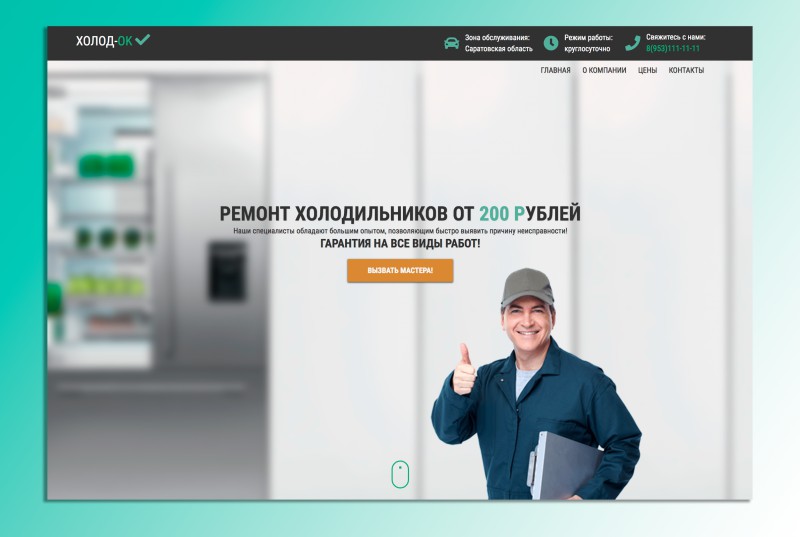 ХОЛОД-ОК
Зона обслуживания:
Саратовская область
Режим работы:
круглосуточно
Свяжитесь с нами:
8(953)111-11-11
ГЛАВНАЯ О КОМПАНИИ ЦЕНЫ КОНТАКТЫ
РЕМОНТ ХОЛОДИЛЬНИКОВ ОТ 200 РУБЛЕЙ
Наши специалисты обладают большим опытом, позволяющим быстро выявить причину неисправности!
ГАРАНТИЯ НА ВСЕ ВИДЫ РАБОТ!
ВЫЗВАТЬ МАСТЕРА!